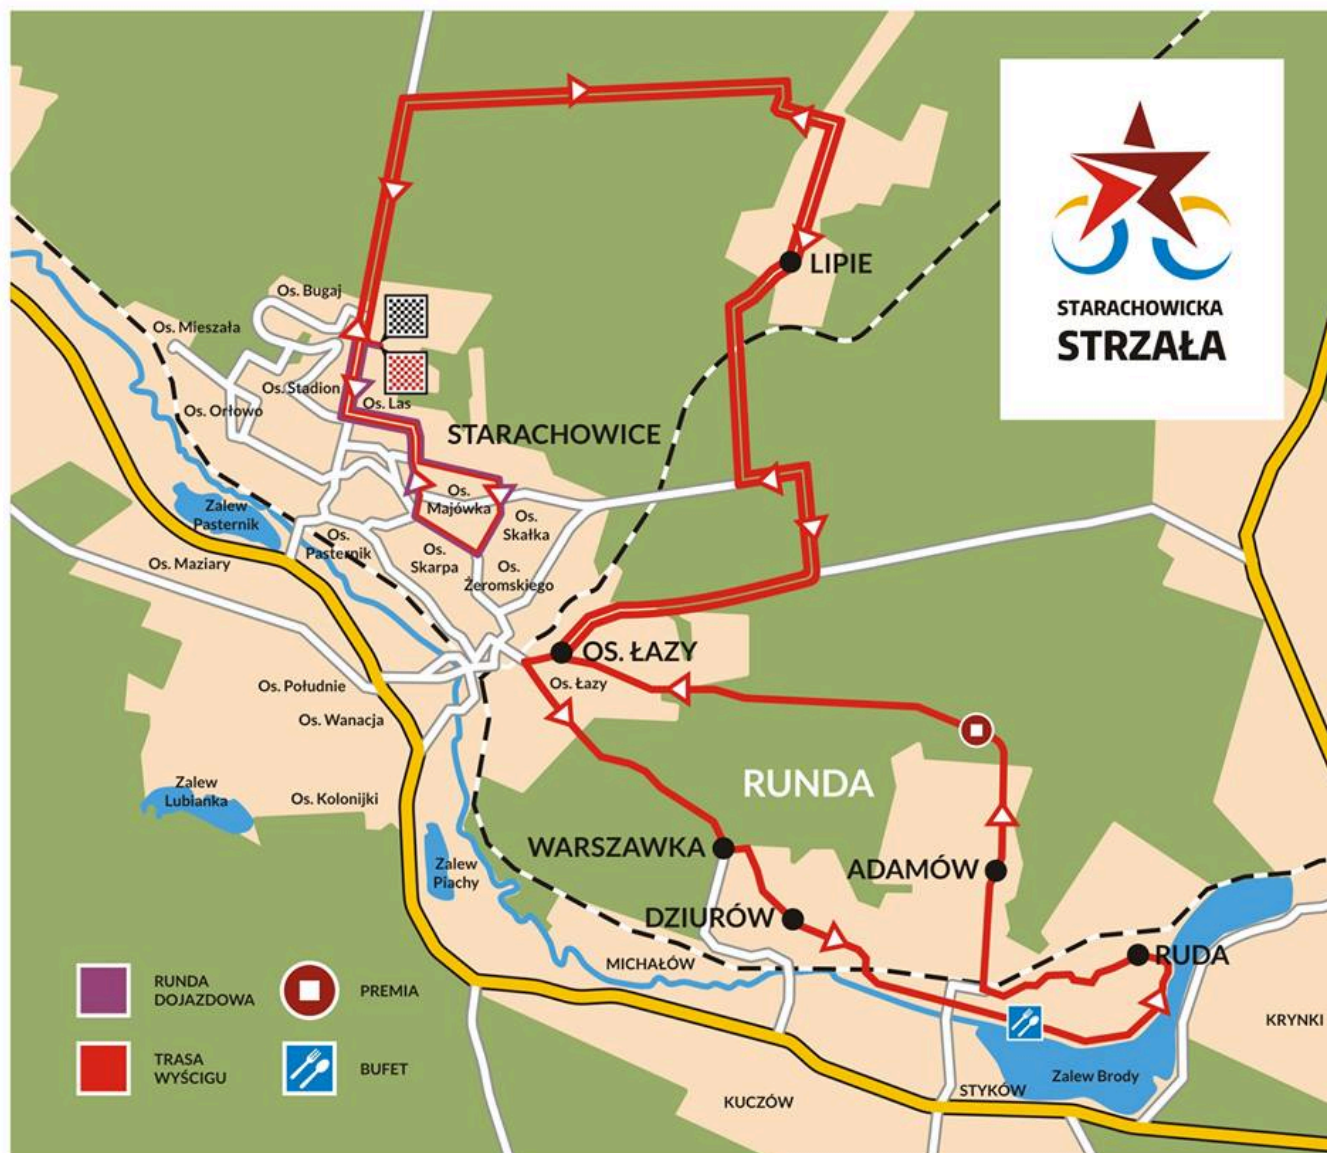 STARACHOWICKA
STRZAŁA
LIPIE
Os. Bugaj
Os. Mieszała
Os. Stadion
Os. Las
Os. Orłowo
STARACHOWICE
Os.
Majówka
Zalew
Pasternik
Os.
Skałka
Os.
Pasternik
Os.
Skarpa
Os. Maziary
Os.
Żeromskiego
OS. ŁAZY
Os. Łazy
Os. Południe
Os. Wanacja
RUNDA
Zalew
Lubianka
Os. Kolonijki
WARSZAWKA
Zalew
Piachy
ADAMÓW
DZIURÓW
RUDA
MICHAŁÓW
RUNDA
DOJAZDOWA
PREMIA
KRYNKI
TRASA
WYŚCIGU
BUFET
Zalew Brody
STYKÓW
KUCZÓW